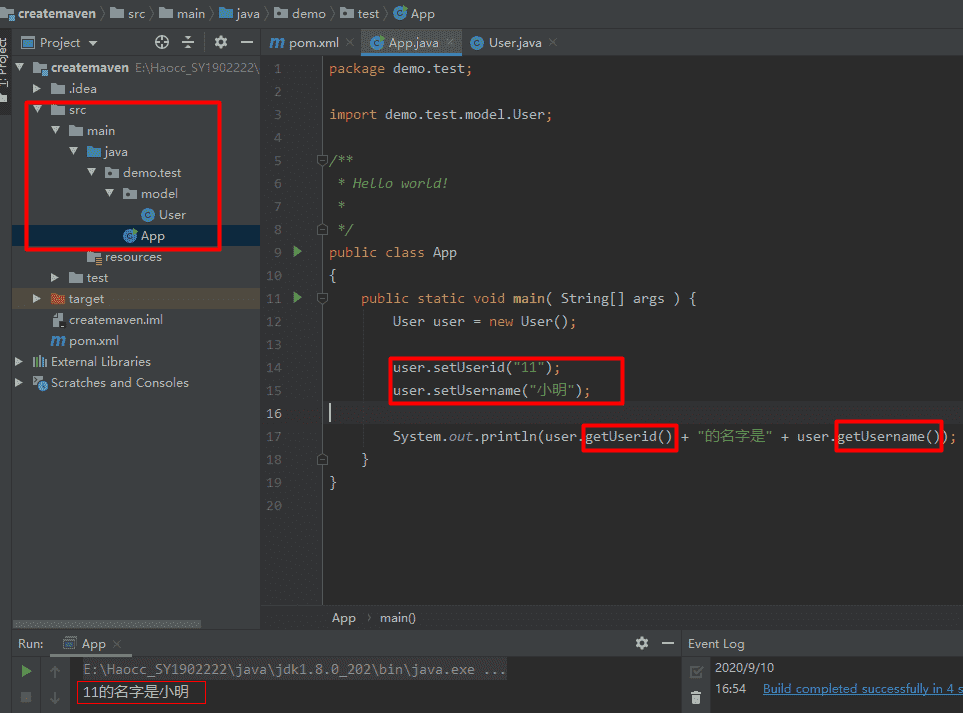 createmaven src main java demo test App
1: Project
Project
pom.xml App.java User.java
createmaven E:\Haocc_SY1902222\
.idea
src
main
java
demo.test
model
User
App
resources
test
target
createmaven.iml
pom.xml
External Libraries
Scratches and Consoles
1 package demo.test;
2
3 import demo.test.model.User;
4
5 /**
6 * Hello world!
7 *
8 */
9 public class App
10 {
11 public static void main( String[] args ) {
12 User user = new User();
13
14 user.setUserid("11");
15 user.setUsername("小明");
16
17 System.out.println(user.getUserid() + "的名字是" + user.getUsername());
18 }
19 }
20
App main()
Run: App
E:\Haocc_SY1902222\java\jdk1.8.0_202\bin\java.exe ...
11的名字是小明
Event Log
2020/9/10
16:54 Build completed successfully in 4 s